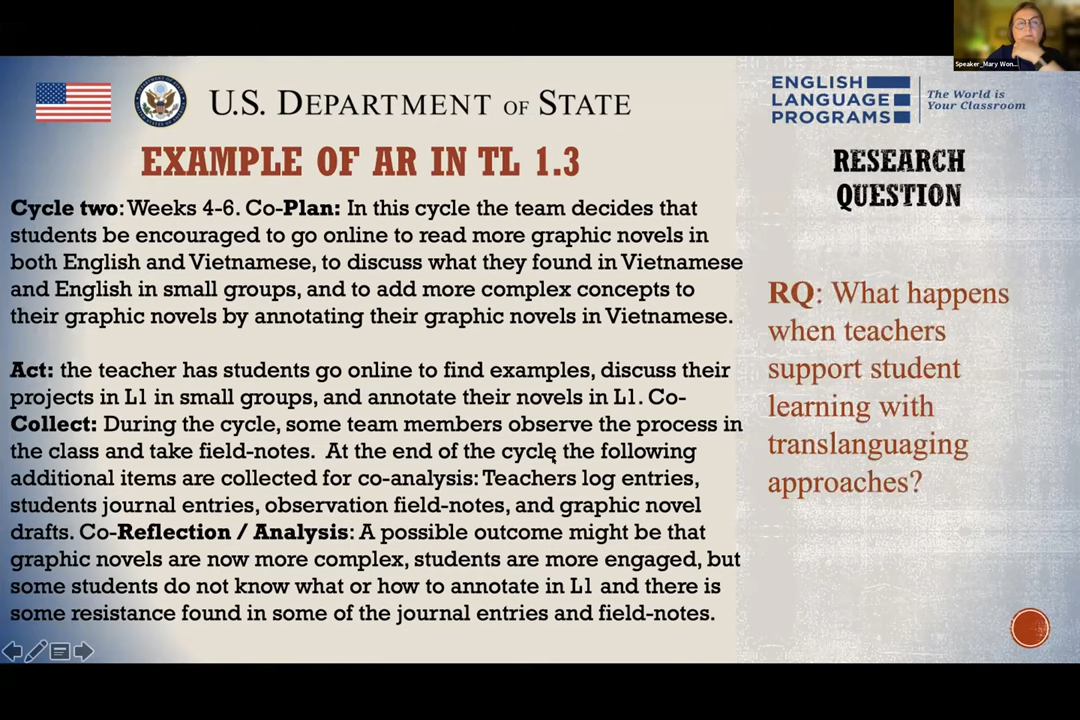 Speaker_Mary Won...
U.S. DEPARTMENT OF STATE
ENGLISH
LANGUAGE
PROGRAMS
The World is
Your Classroom
EXAMPLE OF AR IN TL 1.3
Cycle two: Weeks 4-6. Co-Plan: In this cycle the team decides that
students be encouraged to go online to read more graphic novels in
both English and Vietnamese, to discuss what they found in Vietnamese
and English in small groups, and to add more complex concepts to
their graphic novels by annotating their graphic novels in Vietnamese.
Act: the teacher has students go online to find examples, discuss their
projects in L1 in small groups, and annotate their novels in L1. Co-
Collect: During the cycle, some team members observe the process in
the class and take field-notes. At the end of the cycle the following
additional items are collected for co-analysis: Teachers log entries,
students journal entries, observation field-notes, and graphic novel
drafts. Co-Reflection / Analysis: A possible outcome might be that
graphic novels are now more complex, students are more engaged, but
some students do not know what or how to annotate in L1 and there is
some resistance found in some of the journal entries and field-notes.
RESEARCH
QUESTION
RQ: What happens
when teachers
support student
learning with
translanguaging
approaches?